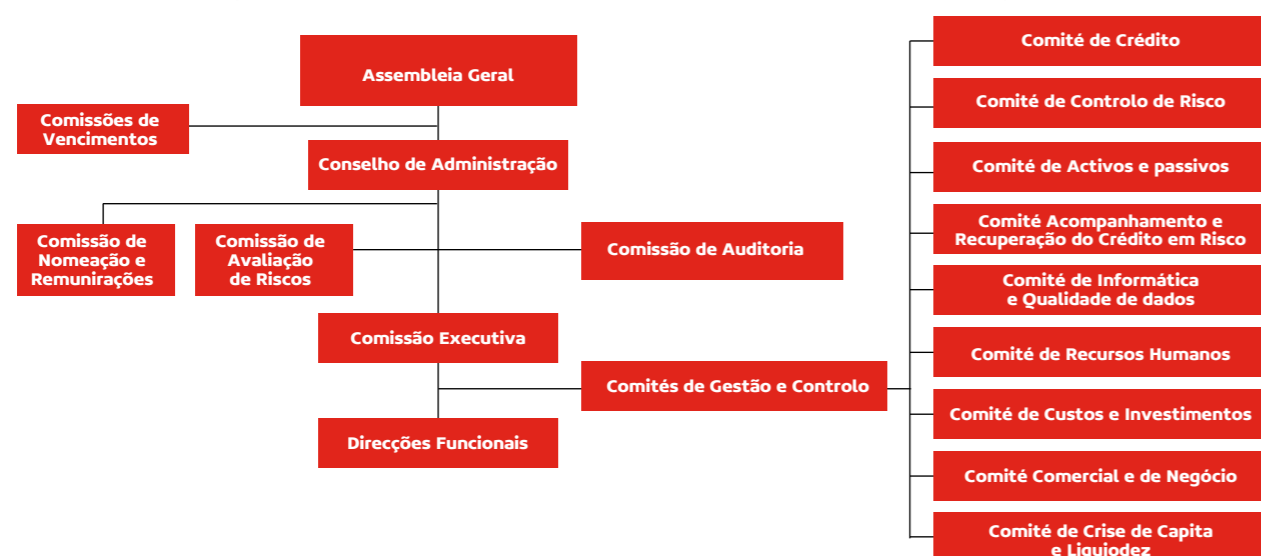 Assembleia Geral
Comissões de
Vencimentos
Conselho de Administração
Comissão de
Nomeação e
Remunirações
Comissão de
Avaliação
de Riscos
Comissão de Auditoria
Comissão Executiva
Comités de Gestão e Controlo
Direcções Funcionais
Comité de Crédito
Comité de Controlo de Risco
Comité de Activos e passivos
Comité Acompanhamento e
Recuperação do Crédito em Risco
Comité de Informática
e Qualidade de dados
Comité de Recursos Humanos
Comité de Custos e Investimentos
Comité Comercial e de Negócio
Comité de Crise de Capita
e Liquiodez